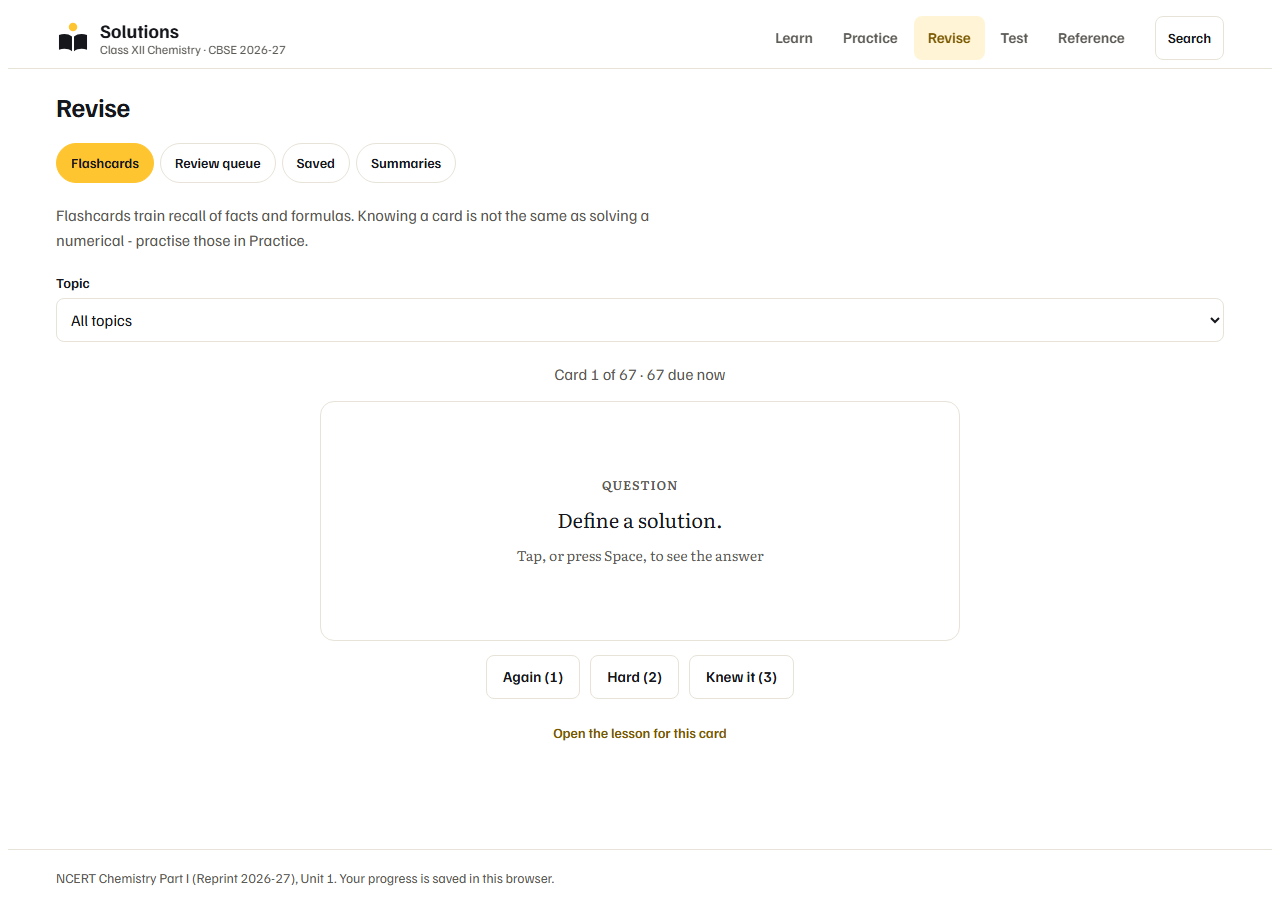 Solutions
Class XII Chemistry · CBSE 2026-27
Learn
Practice
Revise
Test
Reference
Search
Revise
Flashcards
Review queue
Saved
Summaries
Flashcards train recall of facts and formulas. Knowing a card is not the same as solving a
numerical - practise those in Practice.
Topic
All topics
Card 1 of 67 · 67 due now
QUESTION
Define a solution.
Tap, or press Space, to see the answer
Again (1)
Hard (2)
Knew it (3)
Open the lesson for this card
NCERT Chemistry Part I (Reprint 2026-27), Unit 1. Your progress is saved in this browser.